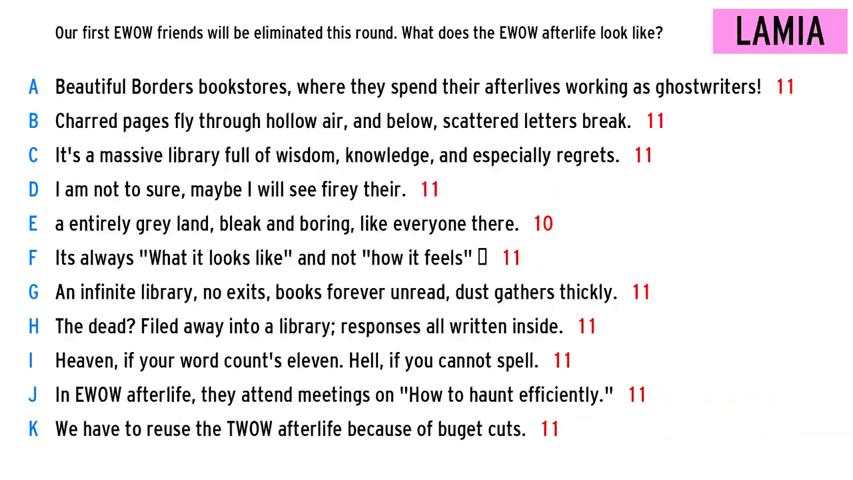 Our first EWOW friends will be eliminated this round. What does the EWOW afterlife look like?
LAMIA
A Beautiful Borders bookstores, where they spend their afterlives working as ghostwriters! 11
B Charred pages fly through hollow air, and below, scattered letters break. 11
C It's a massive library full of wisdom, knowledge, and especially regrets. 11
D I am not to sure, maybe I will see firey their. 11
E a entirely grey land, bleak and boring, like everyone there. 10
F Its always "What it looks like" and not "how it feels" 11
G An infinite library, no exits, books forever unread, dust gathers thickly. 11
H The dead? Filed away into a library; responses all written inside. 11
I Heaven, if your word count's eleven. Hell, if you cannot spell. 11
J In EWOW afterlife, they attend meetings on "How to haunt efficiently." 11
K We have to reuse the TWOW afterlife because of buget cuts. 11